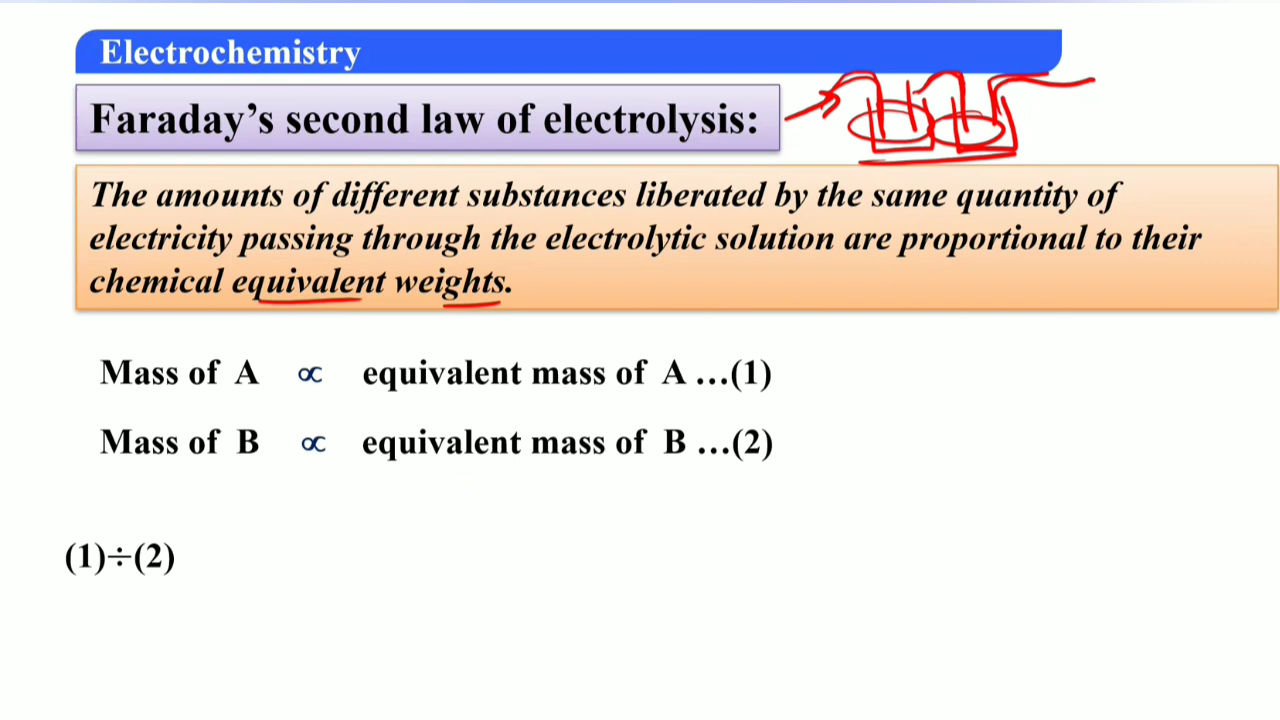 Electrochemistry
Faraday’s second law of electrolysis:
The amounts of different substances liberated by the same quantity of
electricity passing through the electrolytic solution are proportional to their
chemical equivalent weights.
Mass of A ∝ equivalent mass of A ...(1)
Mass of B ∝ equivalent mass of B ...(2)
(1)÷(2)